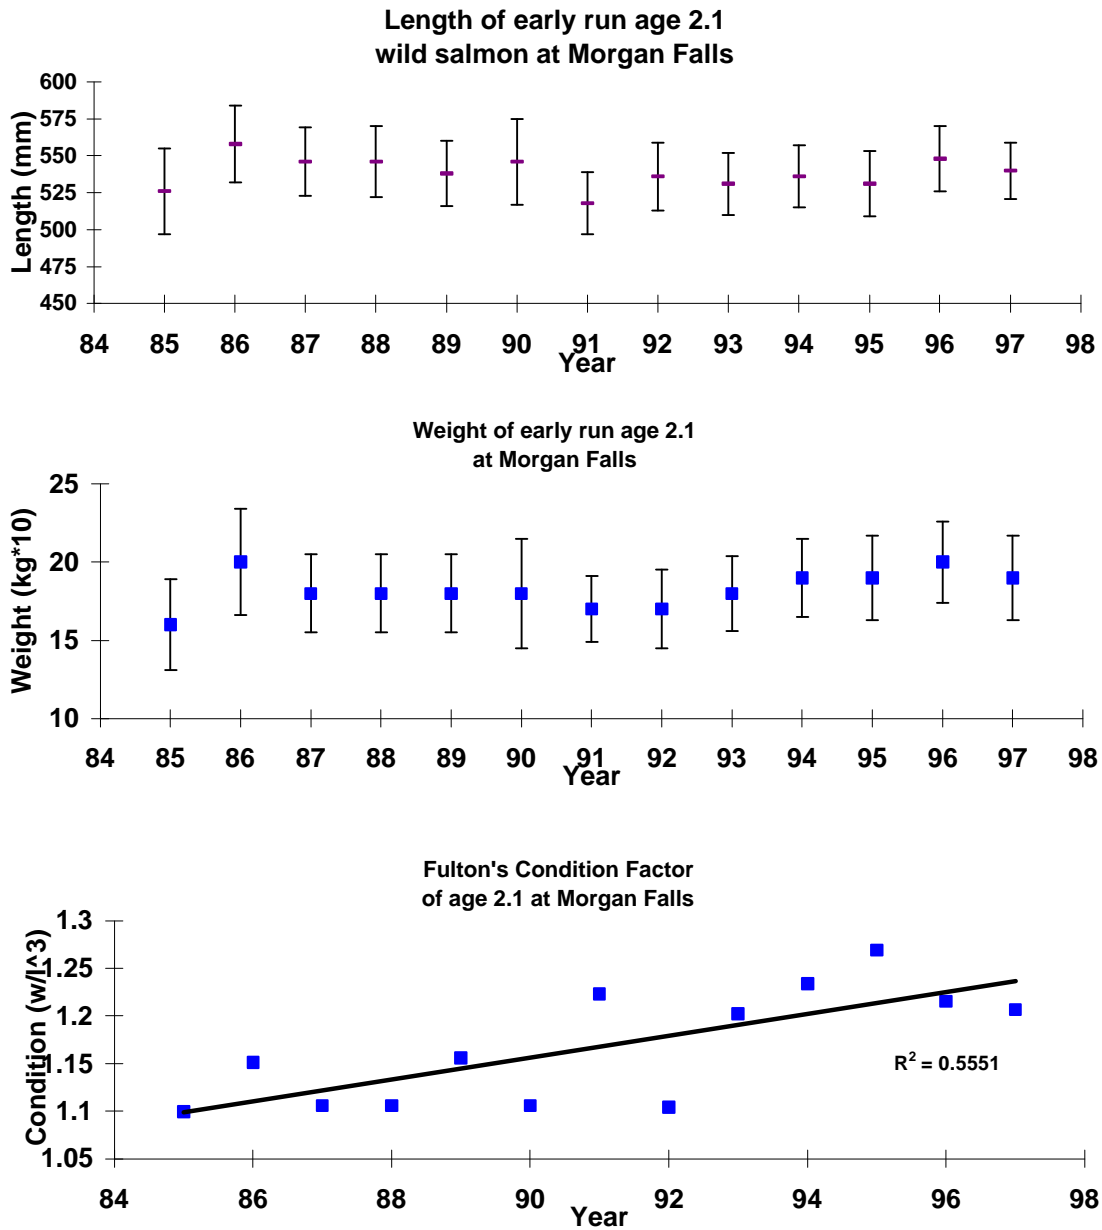 Length of early run age 2.1
wild salmon at Morgan Falls
600
575
550
525
500
475
450
Length (mm)
84 85 86 87 88 89 90 91 92 93 94 95 96 97 98
Year
Weight of early run age 2.1
at Morgan Falls
25
20
15
10
Weight (kg*10)
84 85 86 87 88 89 90 91 92 93 94 95 96 97 98
Year
Fulton's Condition Factor
of age 2.1 at Morgan Falls
1.3
1.25
1.2
1.15
1.1
1.05
Condition (w/l^3)
R² = 0.5551
84 86 88 90 92 94 96 98
Year